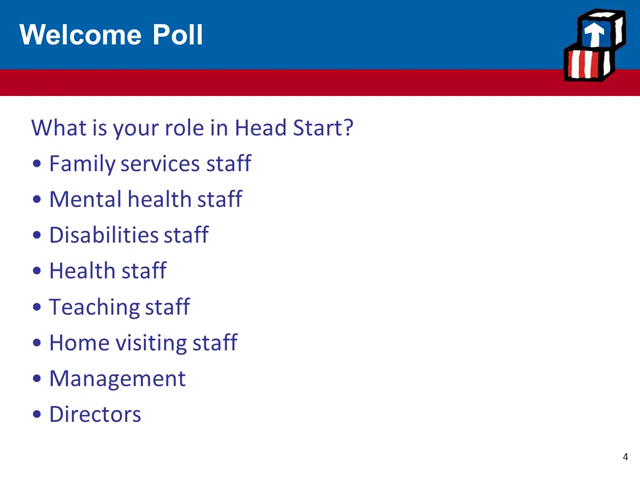 Welcome Poll
What is your role in Head Start?
• Family services staff
• Mental health staff
• Disabilities staff
• Health staff
• Teaching staff
• Home visiting staff
• Management
• Directors
4